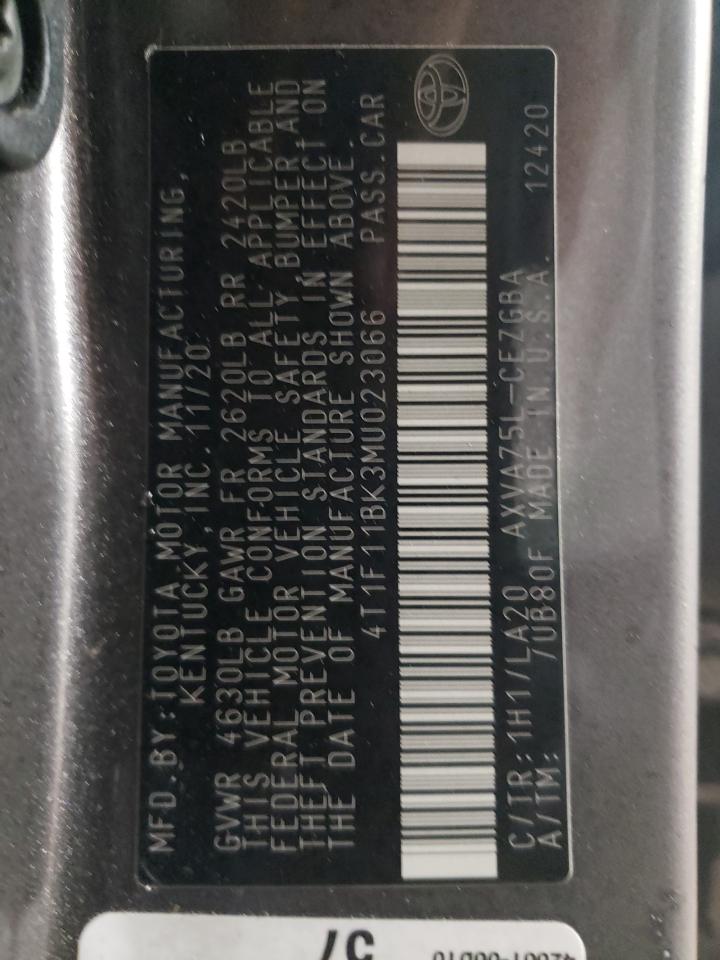 MFD.BY:TOYOTA MOTOR MANUFACTURING,
KENTUCKY,INC. 11/20
GVWR 4630LB GAWR FR 2620LB RR 2420LB
THIS VEHICLE CONFORMS TO ALL APPLICABLE
FEDERAL MOTOR VEHICLE SAFETY BUMPER,AND
THEFT PREVENTION STANDARDS IN EFFECT ON
THE DATE OF MANUFACTURE SHOWN ABOVE.
4T1F11BK3MU023066 PASS.CAR
C/TR:1H1/LA20 AXVA75L-CEZGBA
A/TM: /UB80F MADE IN U.S.A. 12420